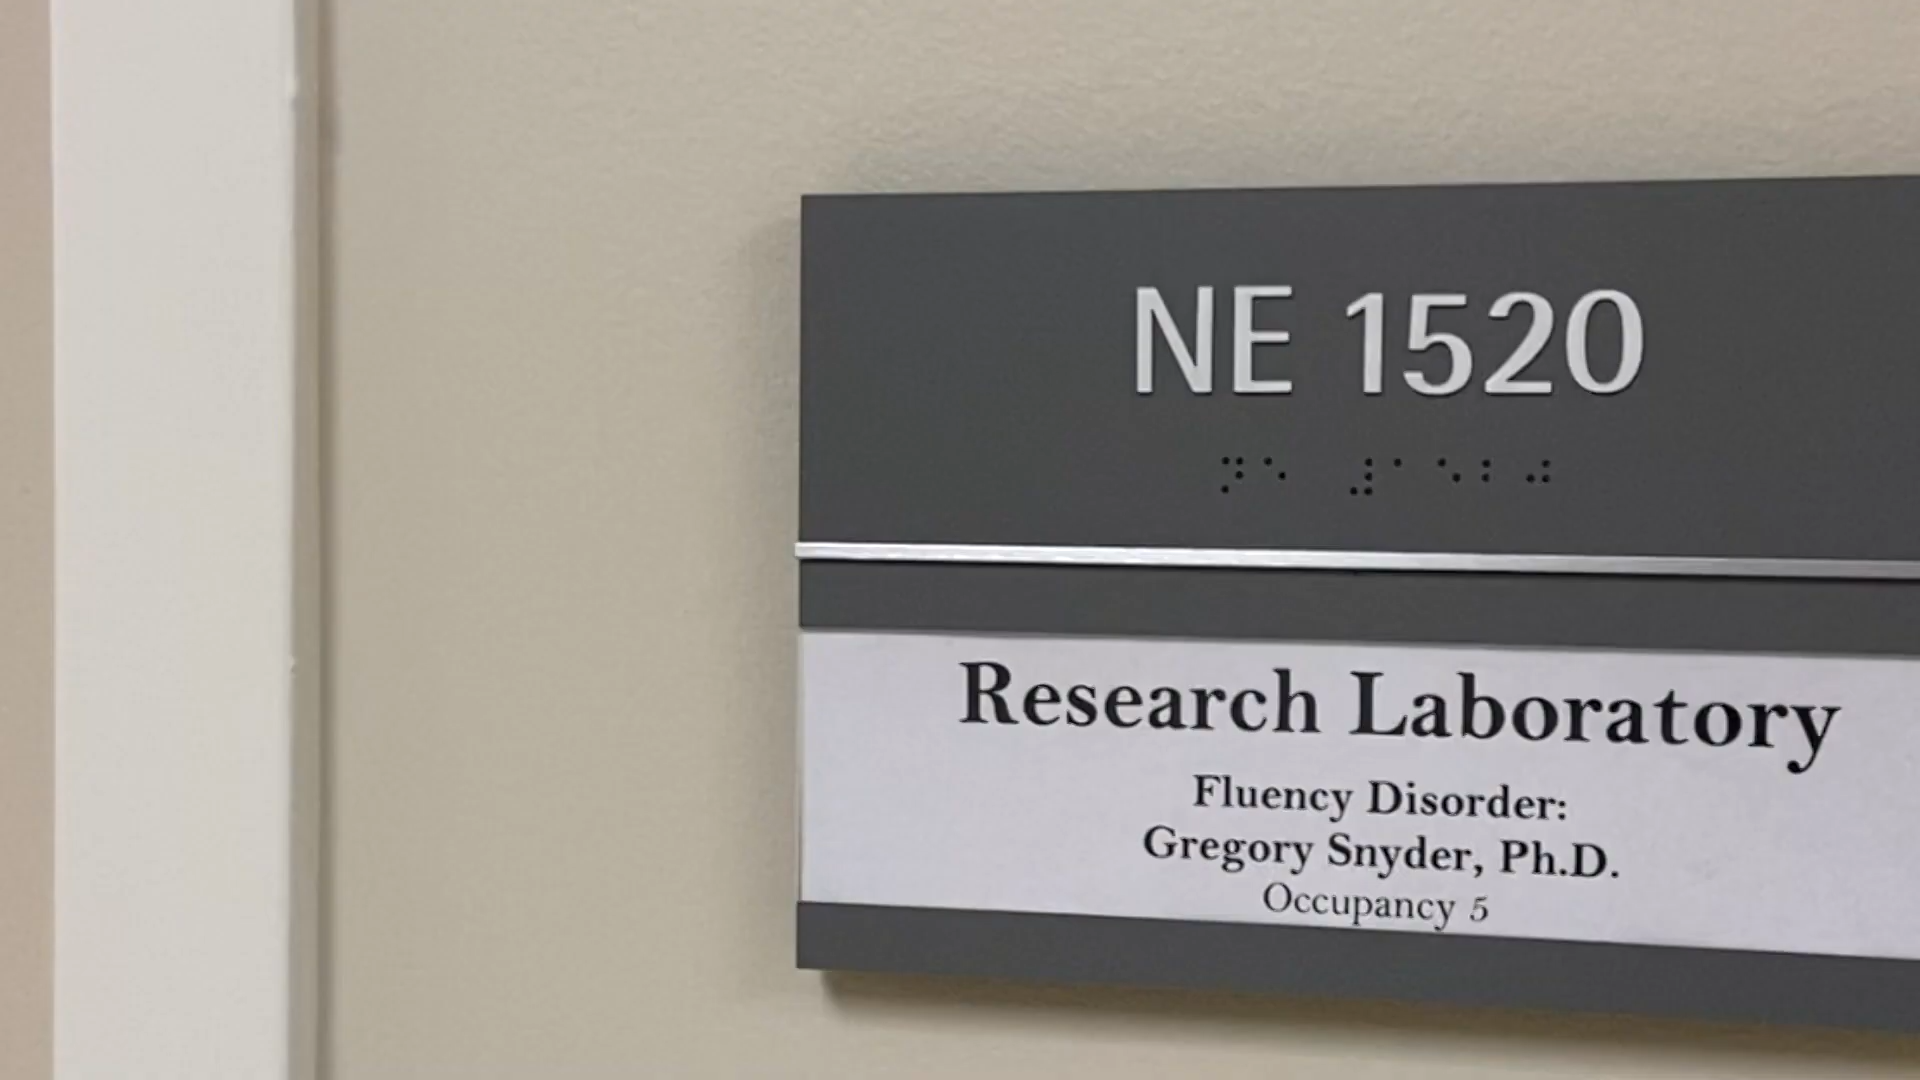 NE 1520
⠝⠑ ⠼⠁⠑⠃⠚
Research Laboratory
Fluency Disorder:
Gregory Snyder, Ph.D.
Occupancy 5